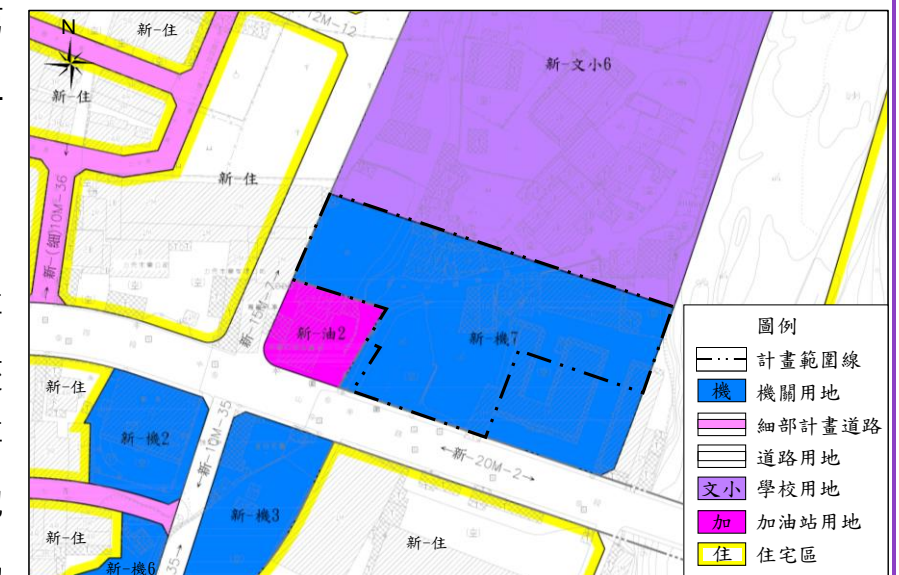 12M-12
N
新-住
新-文小6
新-住
新-住
新-(細)10M-36
新-15M-
新-油2
新-機7
新-住
新-機2
新-10M-35
新-20M-2
新-機3
新-住
新-住
新-機6
35-
圖例
計畫範圍線
機 機關用地
細部計畫道路
道路用地
文小 學校用地
加 加油站用地
住 住宅區